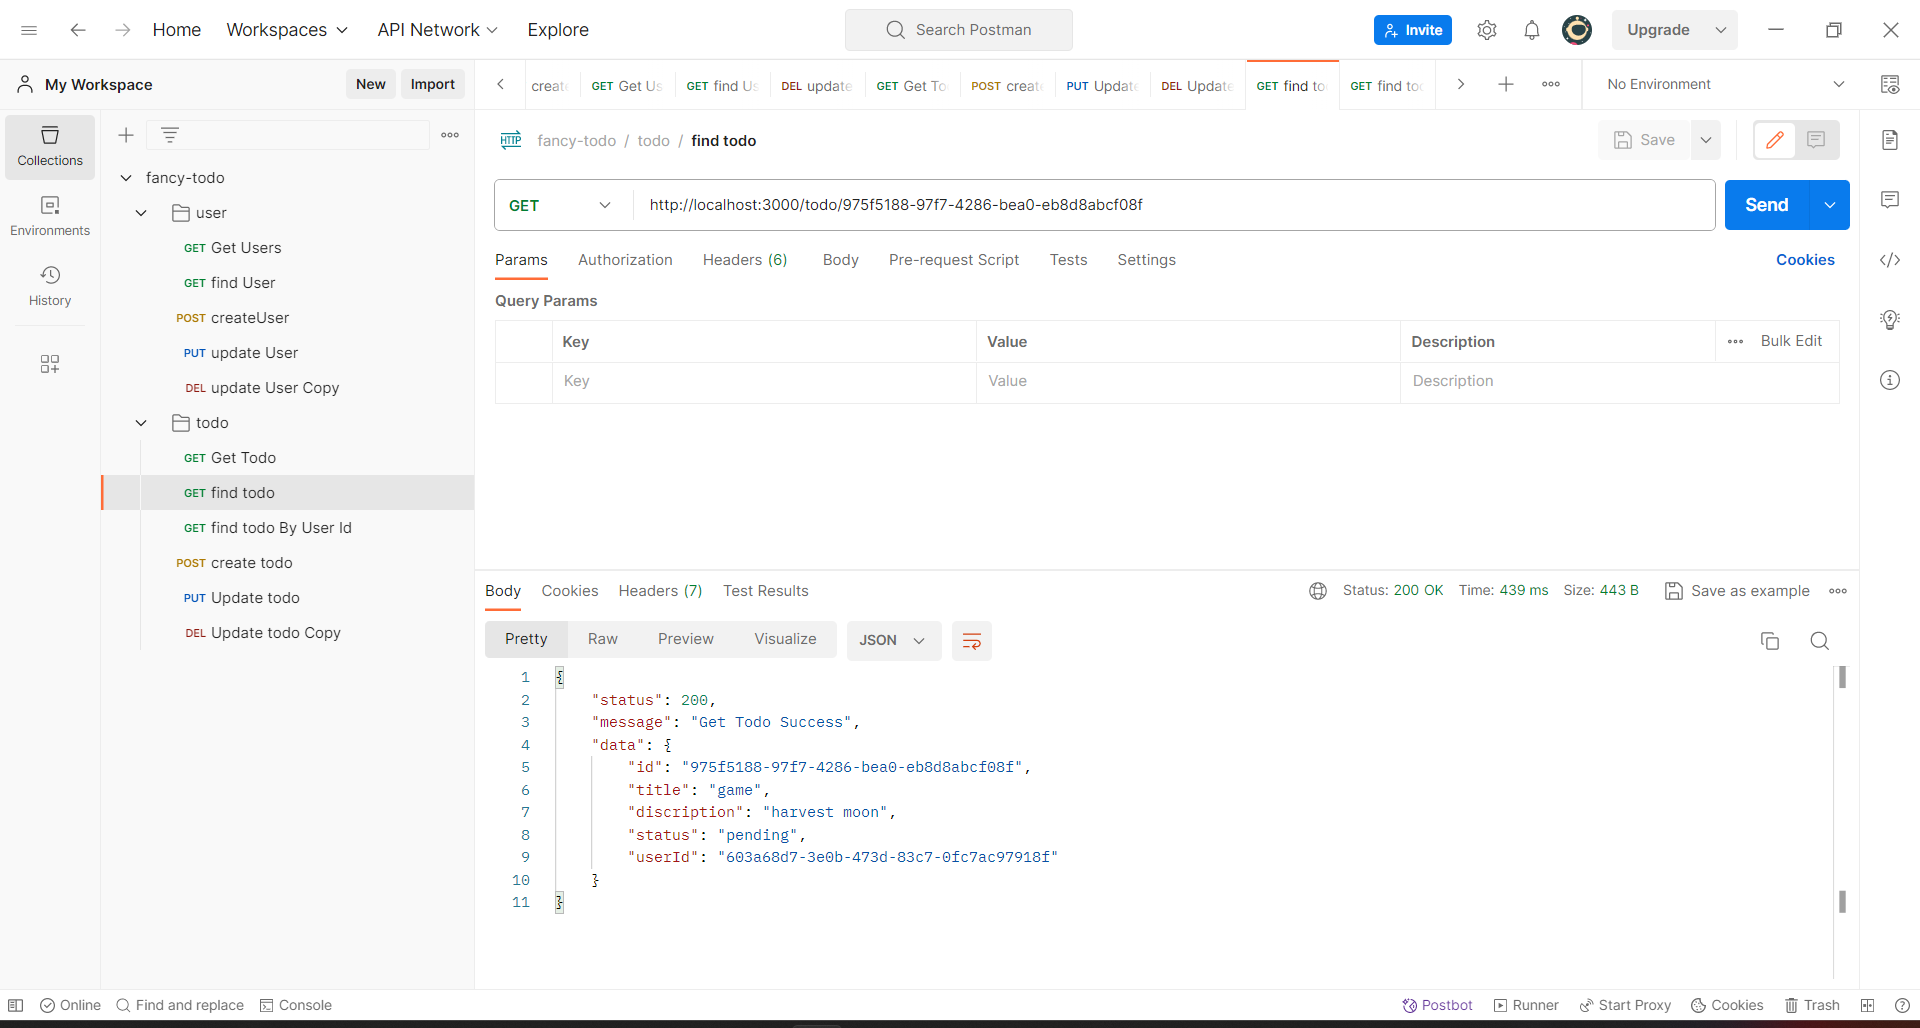 Home Workspaces API Network Explore Search Postman Invite Upgrade
My Workspace New Import
create GET Get Us GET find Us DEL update GET Get To POST creat PUT Update DEL Update GET find to GET find too No Environment
fancy-todo / todo / find todo Save
Collections
Environments
History
fancy-todo
user
GET Get Users
GET find User
POST createUser
PUT update User
DEL update User Copy
todo
GET Get Todo
GET find todo
GET find todo By User Id
POST create todo
PUT Update todo
DEL Update todo Copy
GET http://localhost:3000/todo/975f5188-97f7-4286-bea0-eb8d8abcf08f Send
Params Authorization Headers (6) Body Pre-request Script Tests Settings Cookies
Query Params
Key Value Description Bulk Edit
Key Value Description
Body Cookies Headers (7) Test Results Status: 200 OK Time: 439 ms Size: 443 B Save as example
Pretty Raw Preview Visualize JSON
1 {
2 "status": 200,
3 "message": "Get Todo Success",
4 "data": {
5 "id": "975f5188-97f7-4286-bea0-eb8d8abcf08f",
6 "title": "game",
7 "discription": "harvest moon",
8 "status": "pending",
9 "userId": "603a68d7-3e0b-473d-83c7-0fc7ac97918f"
10 }
11 }
Online Find and replace Console Postbot Runner Start Proxy Cookies Trash